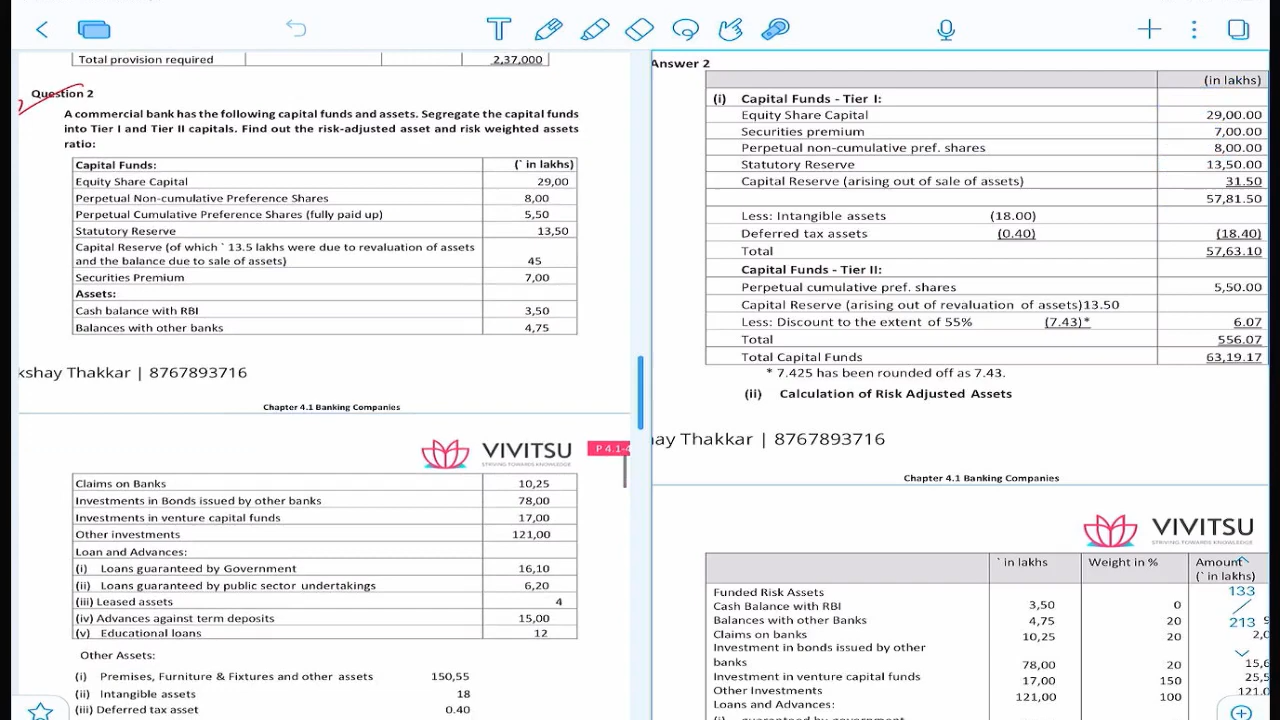 Total provision required 2,37,000
Question 2
A commercial bank has the following capital funds and assets. Segregate the capital funds
into Tier I and Tier II capitals. Find out the risk-adjusted asset and risk weighted assets
ratio:
Capital Funds: (` in lakhs)
Equity Share Capital 29,00
Perpetual Non-cumulative Preference Shares 8,00
Perpetual Cumulative Preference Shares (fully paid up) 5,50
Statutory Reserve 13,50
Capital Reserve (of which ` 13.5 lakhs were due to revaluation of assets
and the balance due to sale of assets) 45
Securities Premium 7,00
Assets:
Cash balance with RBI 3,50
Balances with other banks 4,75
kshay Thakkar | 8767893716
Chapter 4.1 Banking Companies
VIVITSU
STRIVING TOWARDS KNOWLEDGE
P 4.1-4
Claims on Banks 10,25
Investments in Bonds issued by other banks 78,00
Investments in venture capital funds 17,00
Other investments 121,00
Loan and Advances:
(i) Loans guaranteed by Government 16,10
(ii) Loans guaranteed by public sector undertakings 6,20
(iii) Leased assets 4
(iv) Advances against term deposits 15,00
(v) Educational loans 12
Other Assets:
(i) Premises, Furniture & Fixtures and other assets 150,55
(ii) Intangible assets 18
(iii) Deferred tax asset 0.40
Answer 2
(in lakhs)
(i) Capital Funds - Tier I:
Equity Share Capital 29,00.00
Securities premium 7,00.00
Perpetual non-cumulative pref. shares 8,00.00
Statutory Reserve 13,50.00
Capital Reserve (arising out of sale of assets) 31.50
57,81.50
Less: Intangible assets (18.00)
Deferred tax assets (0.40) (18.40)
Total 57,63.10
Capital Funds - Tier II:
Perpetual cumulative pref. shares 5,50.00
Capital Reserve (arising out of revaluation of assets)13.50
Less: Discount to the extent of 55% (7.43)* 6.07
Total 556.07
Total Capital Funds 63,19.17
* 7.425 has been rounded off as 7.43.
(ii) Calculation of Risk Adjusted Assets
hay Thakkar | 8767893716
Chapter 4.1 Banking Companies
VIVITSU
STRIVING TOWARDS KNOWLEDGE
` in lakhs Weight in % Amount
(` in lakhs)
Funded Risk Assets 133
Cash Balance with RBI 3,50 0
Balances with other Banks 4,75 20 213 9
Claims on banks 10,25 20 2,0
Investment in bonds issued by other
banks 78,00 20 15,6
Investment in venture capital funds 17,00 150 25,5
Other Investments 121,00 100 121,0
Loans and Advances:
(i) guaranteed by government